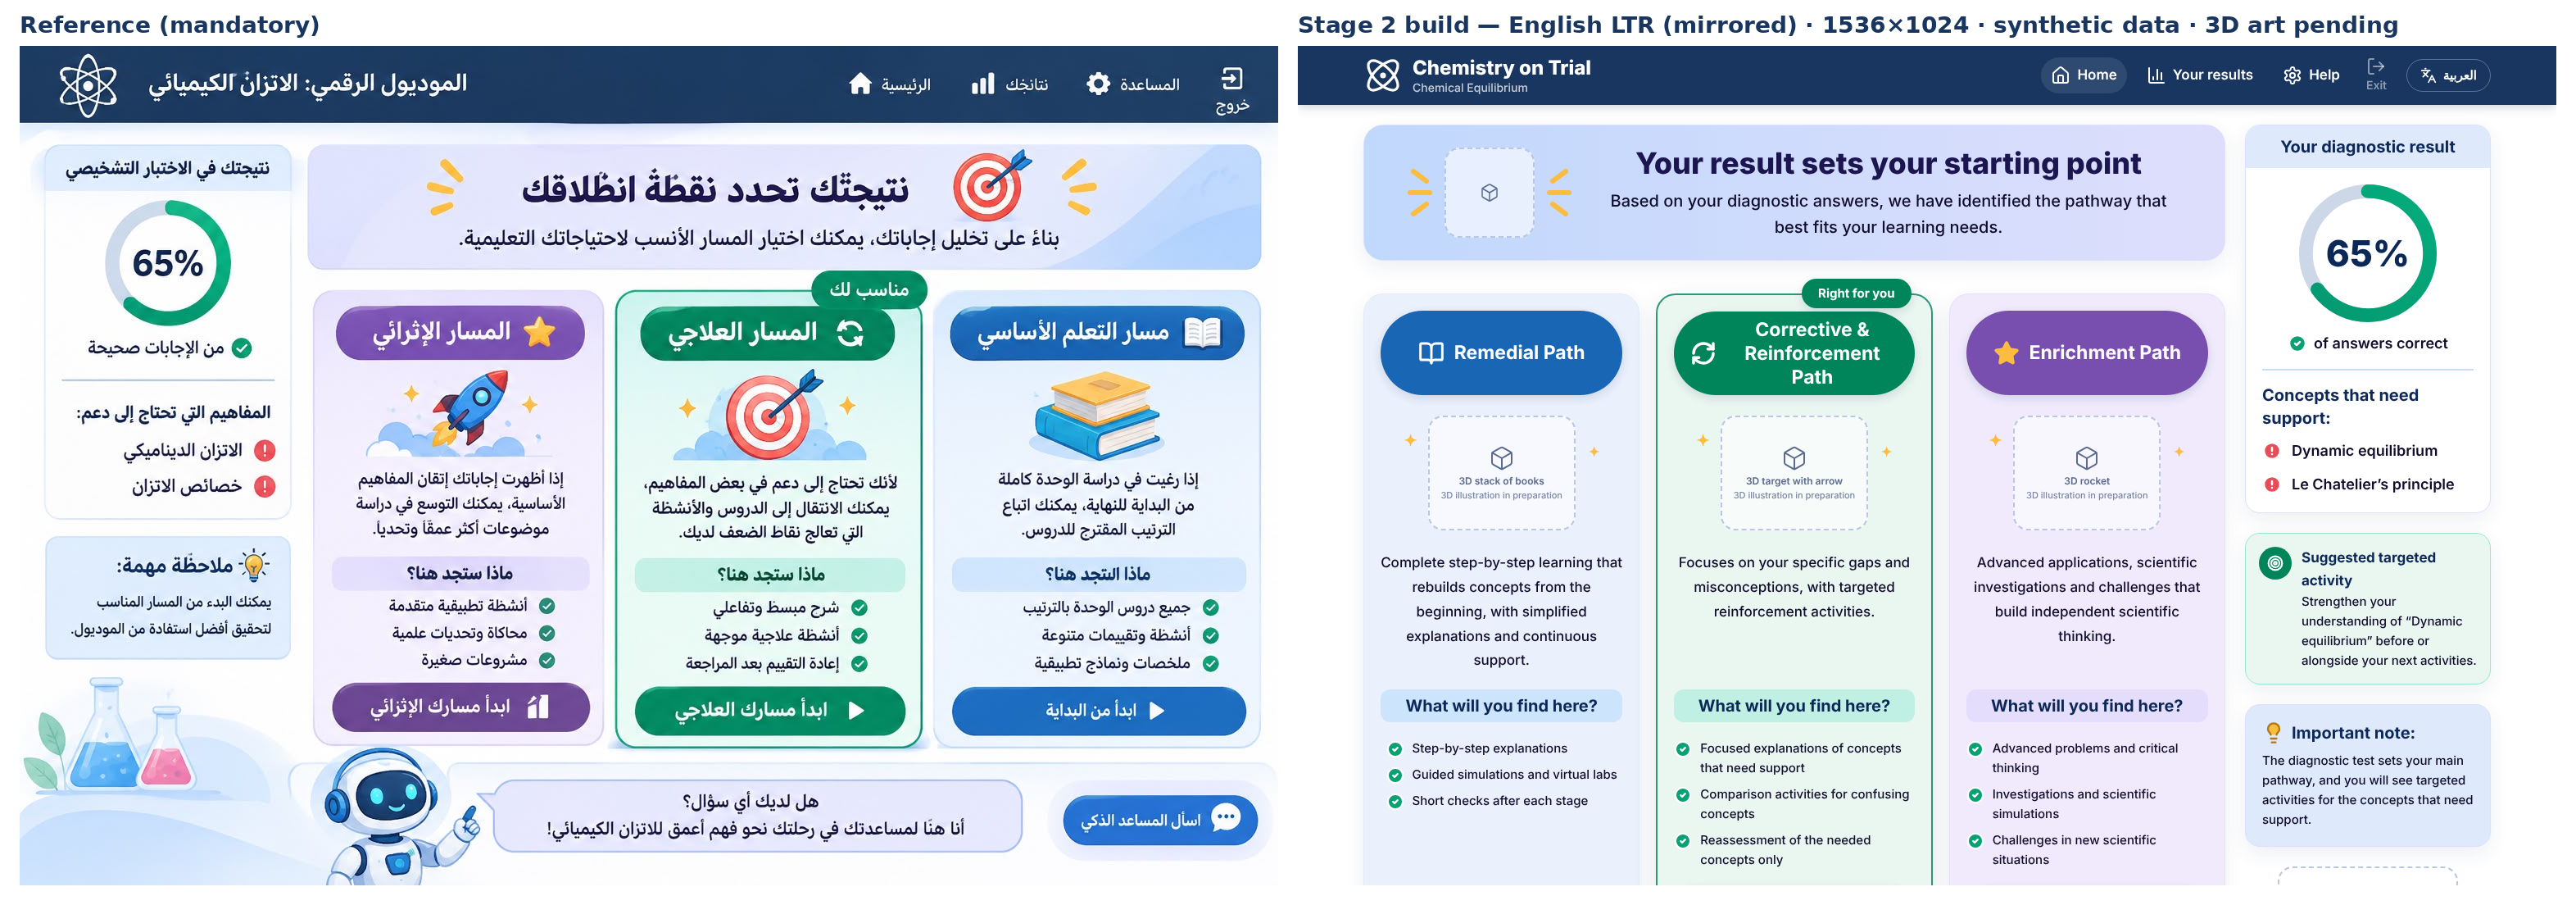 Reference (mandatory)
الموديول الرقمي: الاتزان الكيميائي
الرئيسية
نتائجك
المساعدة
خروج
نتيجتك تحدد نقطة انطلاقك
بناءً على تحليل إجاباتك، يمكنك اختيار المسار الأنسب لاحتياجاتك التعليمية.
مسار التعلم الأساسي
إذا رغبت في دراسة الوحدة كاملة
من البداية للنهاية، يمكنك اتباع
الترتيب المقترح للدروس.
جميع دروس الوحدة بالترتيب
أنشطة وتقييمات متنوعة
ملخصات ونماذج تطبيقية
ابدأ من البداية
مناسب لك
المسار العلاجي
لأنك تحتاج إلى دعم في بعض المفاهيم،
يمكنك الانتقال إلى الدروس والأنشطة
التي تعالج نقاط الضعف لديك.
ماذا ستجد هنا؟
شرح مبسط وتفاعلي
أنشطة علاجية موجهة
إعادة التقييم بعد المراجعة
ابدأ مسارك العلاجي
المسار الإثرائي
إذا أظهرت إجاباتك إتقان المفاهيم
الأساسية، يمكنك التوسع في دراسة
موضوعات أكثر عمقًا وتحدياً.
ماذا ستجد هنا؟
أنشطة تطبيقية متقدمة
محاكاة وتحديات علمية
مشروعات صغيرة
ابدأ مسارك
نتيجتك في الاختبار التشخيصي
65%
من الإجابات صحيحة
المفاهيم التي تحتاج إلى دعم:
الاتزان الديناميكي
خصائص الاتزان
ملاحظة مهمة:
يمكنك البدء من المسار المناسب
لتحقيق أفضل استفادة من الموديول.
هل لديك أي سؤال؟
أنا هنا لمساعدتك في رحلتك نحو فهم أعمق للاتزان الكيميائي!
اسأل المساعد الذكي
Stage 2 build — English LTR (mirrored) · 1536×1024 · synthetic data · 3D art pending
Chemistry on Trial
Chemical Equilibrium
Home
Your results
Help
Exit
العربية
Your result sets your starting point
Based on your diagnostic answers, we have identified the pathway that
best fits your learning needs.
Remedial Path
3D stack of books
3D illustration in preparation
Complete step-by-step learning that
rebuilds concepts from the
beginning, with simplified
explanations and continuous
support.
What will you find here?
Step-by-step explanations
Guided simulations and virtual labs
Short checks after each stage
Right for you
Corrective &
Reinforcement
Path
3D target with arrow
3D illustration in preparation
Focuses on your specific gaps and
misconceptions, with targeted
reinforcement activities.
What will you find here?
Focused explanations of concepts
that need support
Comparison activities for confusing
concepts
Reassessment of the needed
concepts only
Enrichment Path
3D rocket
3D illustration in preparation
Advanced applications, scientific
investigations and challenges that
build independent scientific
thinking.
What will you find here?
Advanced problems and critical
thinking
Investigations and scientific
simulations
Challenges in new scientific
situations
Your diagnostic result
65%
of answers correct
Concepts that need
support:
Dynamic equilibrium
Le Chatelier’s principle
Suggested targeted
activity
Strengthen your
understanding of “Dynamic
equilibrium” before or
alongside your next activities.
Important note:
The diagnostic test sets your main
pathway, and you will see targeted
activities for the concepts that need
support.